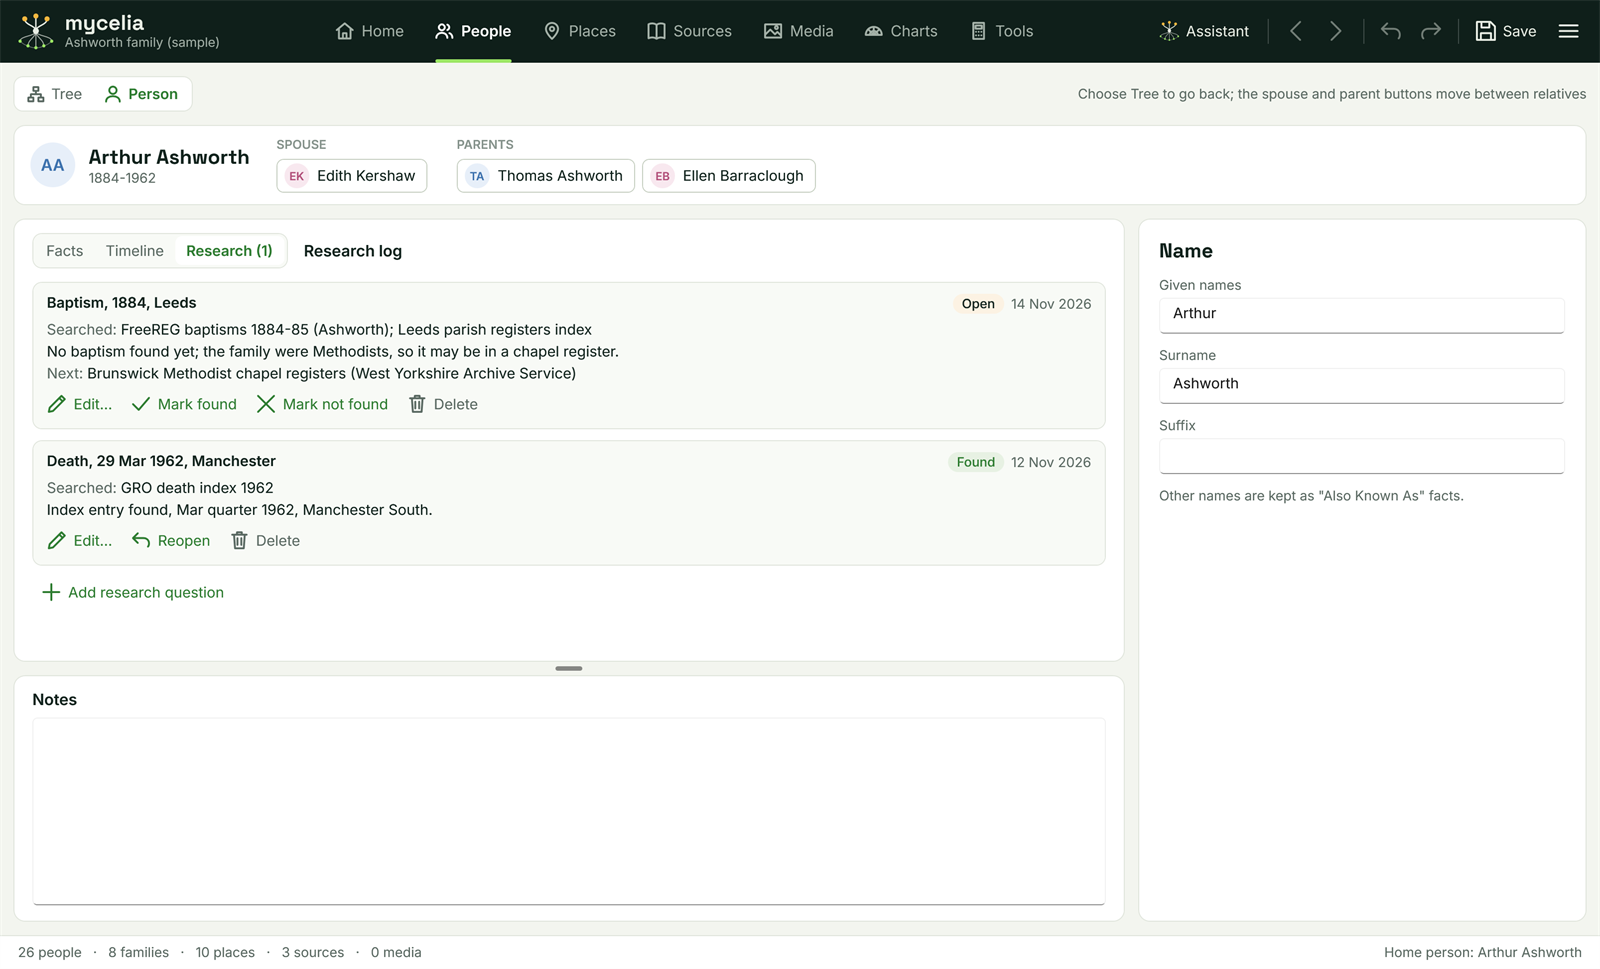 mycelia
Ashworth family (sample)
Home
People
Places
Sources
Media
Charts
Tools
Assistant
Save
Tree
Person
Choose Tree to go back; the spouse and parent buttons move between relatives
AA
Arthur Ashworth
1884-1962
SPOUSE
EK Edith Kershaw
PARENTS
TA Thomas Ashworth
EB Ellen Barraclough
Facts
Timeline
Research (1)
Research log
Baptism, 1884, Leeds
Open
14 Nov 2026
Searched: FreeREG baptisms 1884-85 (Ashworth); Leeds parish registers index
No baptism found yet; the family were Methodists, so it may be in a chapel register.
Next: Brunswick Methodist chapel registers (West Yorkshire Archive Service)
Edit...
Mark found
Mark not found
Delete
Death, 29 Mar 1962, Manchester
Found
12 Nov 2026
Searched: GRO death index 1962
Index entry found, Mar quarter 1962, Manchester South.
Edit...
Reopen
Delete
Add research question
Notes
Name
Given names
Arthur
Surname
Ashworth
Suffix
Other names are kept as "Also Known As" facts.
26 people · 8 families · 10 places · 3 sources · 0 media
Home person: Arthur Ashworth